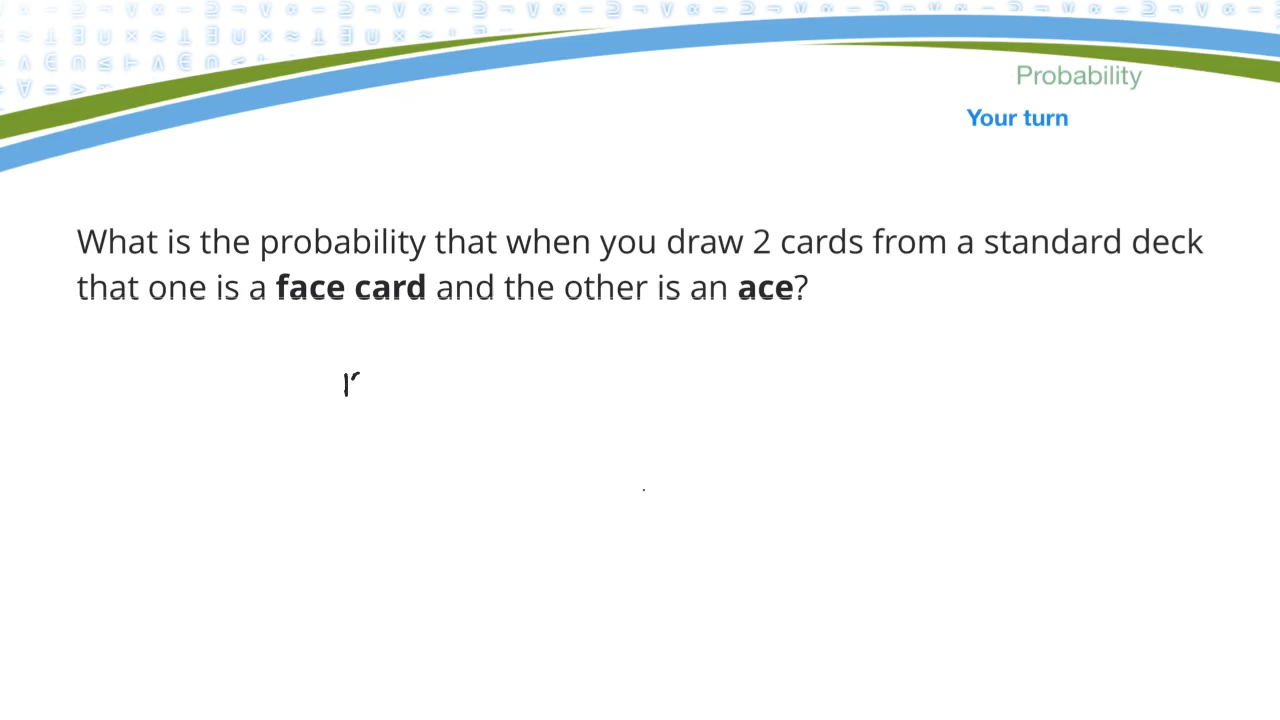 Probability
Your turn
What is the probability that when you draw 2 cards from a standard deck
that one is a face card and the other is an ace?